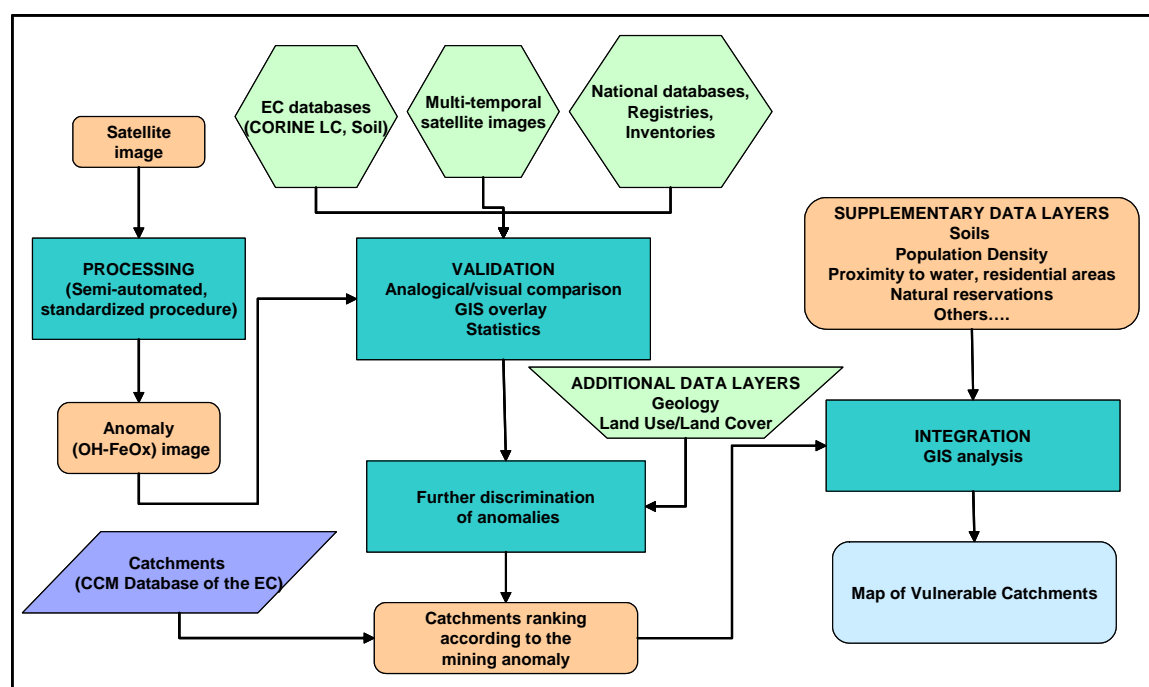 EC databases
(CORINE LC, Soil)
Multi-temporal
satellite images
National databases,
Registries,
Inventories
Satellite
image
PROCESSING
(Semi-automated,
standardized procedure)
VALIDATION
Analogical/visual comparison
GIS overlay
Statistics
SUPPLEMENTARY DATA LAYERS
Soils
Population Density
Proximity to water, residential areas
Natural reservations
Others....
Anomaly
(OH-FeOx) image
ADDITIONAL DATA LAYERS
Geology
Land Use/Land Cover
INTEGRATION
GIS analysis
Further discrimination
of anomalies
Catchments
(CCM Database of the EC)
Catchments ranking
according to the
mining anomaly
Map of Vulnerable Catchments